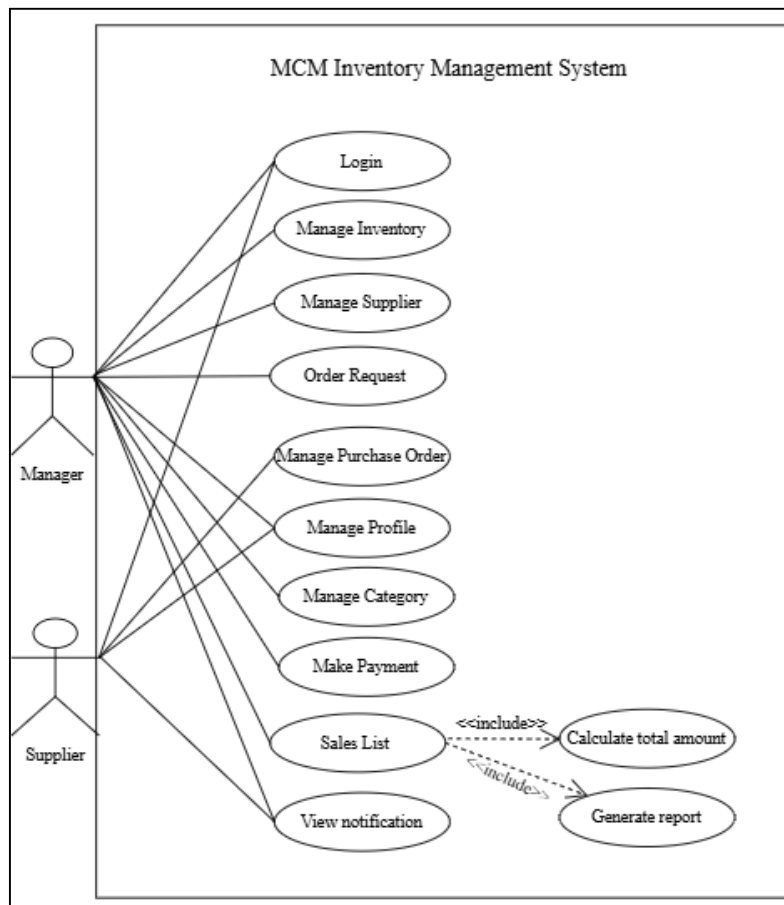 MCM Inventory Management System
Login
Manage Inventory
Manage Supplier
Order Request
Manager
Manage Purchase Order
Manage Profile
Manage Category
Make Payment
Supplier
Sales List
<<include>>
Calculate total amount
<<include>>
Generate report
View notification